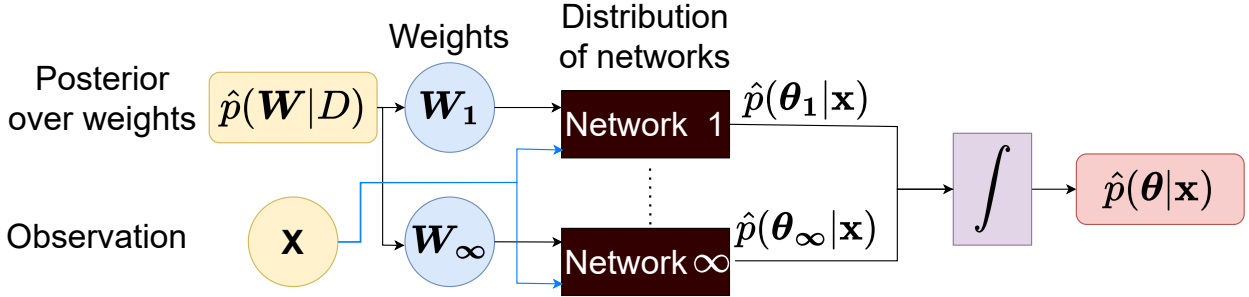 Posterior
over weights
p̂(W|D)
Weights
W₁
Distribution
of networks
Network 1
p̂(θ₁|x)
∫
p̂(θ|x)
Observation
x
W∞
Network ∞
p̂(θ∞|x)